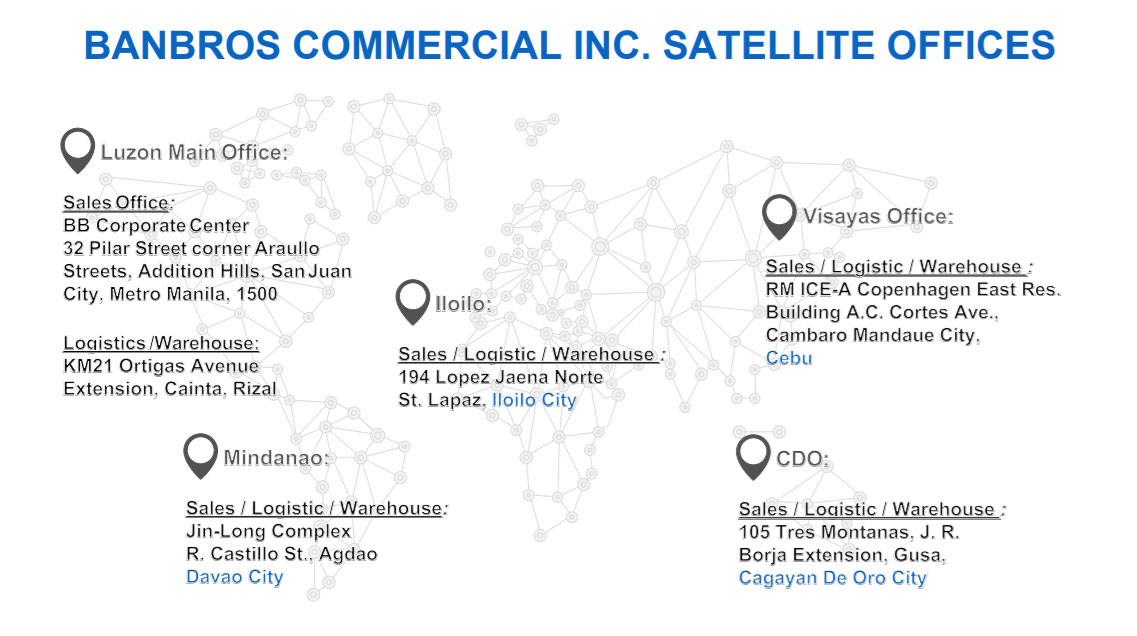 BANBROS COMMERCIAL INC. SATELLITE OFFICES
Luzon Main Office:
Sales Office:
BB Corporate Center
32 Pilar Street corner Araullo
Streets, Addition Hills, San Juan
City, Metro Manila, 1500
Logistics /Warehouse:
KM21 Ortigas Avenue
Extension, Cainta, Rizal
Iloilo:
Sales / Logistic / Warehouse :
194 Lopez Jaena Norte
St. Lapaz, Iloilo City
Visayas Office:
Sales / Logistic / Warehouse :
RM ICE-A Copenhagen East Res.
Building A.C. Cortes Ave.,
Cambaro Mandaue City,
Cebu
Mindanao:
Sales / Logistic / Warehouse:
Jin-Long Complex
R. Castillo St., Agdao
Davao City
CDO:
Sales / Logistic / Warehouse :
105 Tres Montanas, J. R.
Borja Extension, Gusa,
Cagayan De Oro City